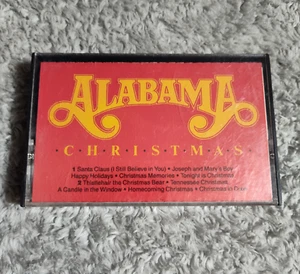 ALABAMA
·C·H·R·I·S·T·M·A·S·
1 Santa Claus (I Still Believe in You) • Joseph and Mary's Boy
Happy Holidays • Christmas Memories • Tonight is Christmas
2 Thistlehair the Christmas Bear • Tennessee Christmas
A Candle in the Window • Homecoming Christmas • Christmas in Dixie